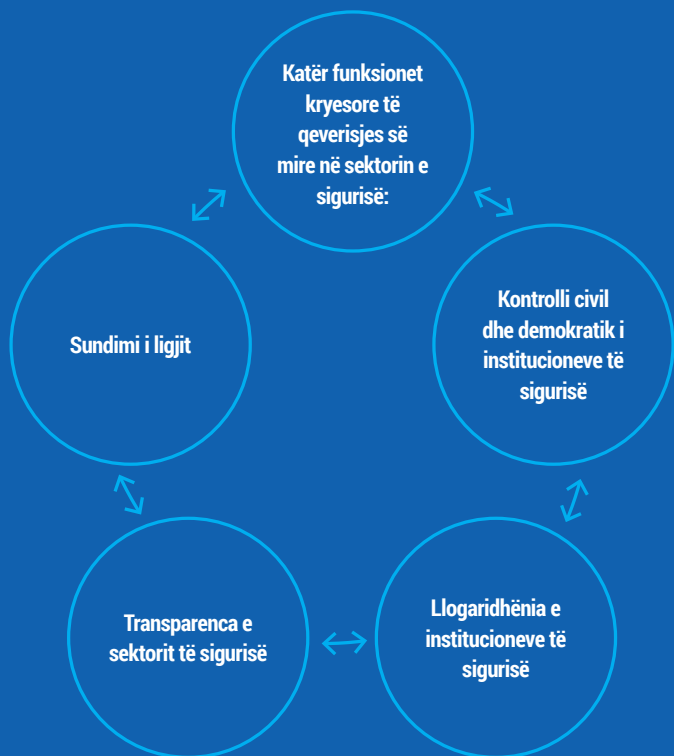 Katër funksionet
kryesore të
qeverisjes së
mire në sektorin e
sigurisë:
Kontrolli civil
dhe demokratik i
institucioneve të
sigurisë
Sundimi i ligjit
Llogaridhënia e
institucioneve të
sigurisë
Transparenca e
sektorit të sigurisë